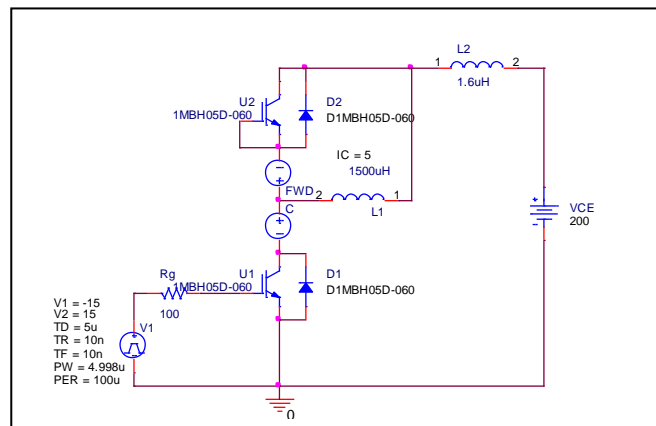 L2
1 2
1.6uH
U2
1MBH05D-060
D2
D1MBH05D-060
IC = 5
1500uH
FWD
2 1
L1
C
VCE
200
Rg
U1
1MBH05D-060
D1
D1MBH05D-060
100
V1 = -15
V2 = 15
TD = 5u
TR = 10n
TF = 10n
PW = 4.998u
PER = 100u
V1
0